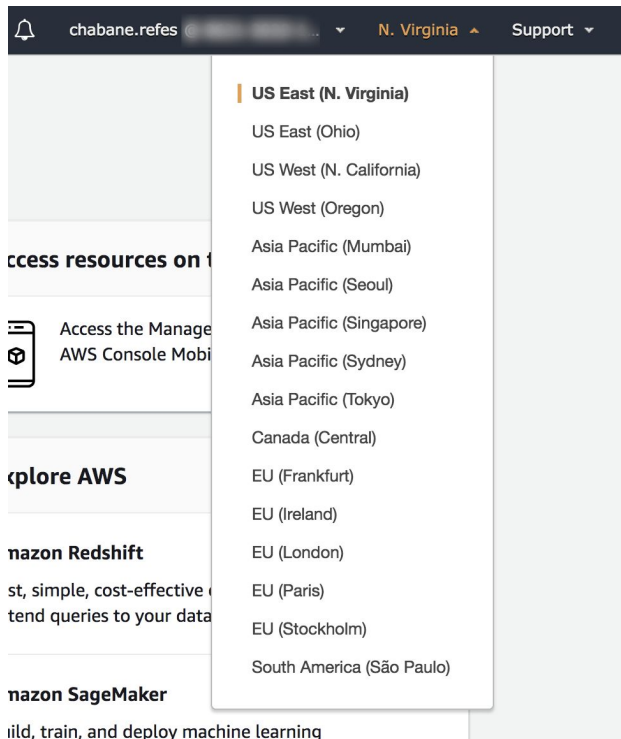 chabane.refes
N. Virginia
Support
US East (N. Virginia)
US East (Ohio)
US West (N. California)
US West (Oregon)
Asia Pacific (Mumbai)
Asia Pacific (Seoul)
Asia Pacific (Singapore)
Asia Pacific (Sydney)
Asia Pacific (Tokyo)
Canada (Central)
EU (Frankfurt)
EU (Ireland)
EU (London)
EU (Paris)
EU (Stockholm)
South America (São Paulo)
ccess resources on t
Access the Manage
AWS Console Mobi
xplore AWS
mazon Redshift
st, simple, cost-effective
tend queries to your data
mazon SageMaker
ild, train, and deploy machine learning